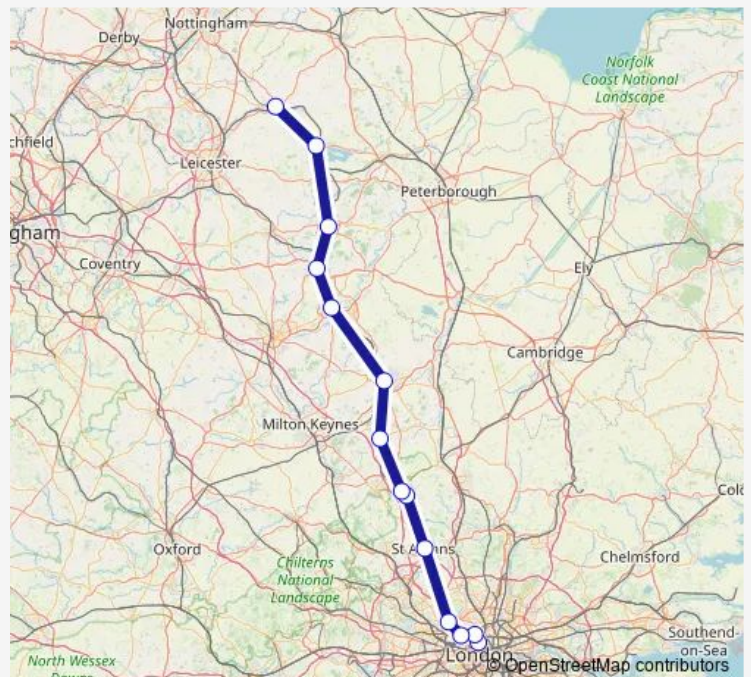 Nottingham
Derby
Norfolk
Coast National
Landscape
chfield
Leicester
Peterborough
gham
Coventry
Ely
Cambridge
Milton Keynes
Colc
Oxford
St Albans
Chelmsford
Chilterns
National
Landscape
Southend-
on-Sea
London
North Wessex
© OpenStreetMap contributors